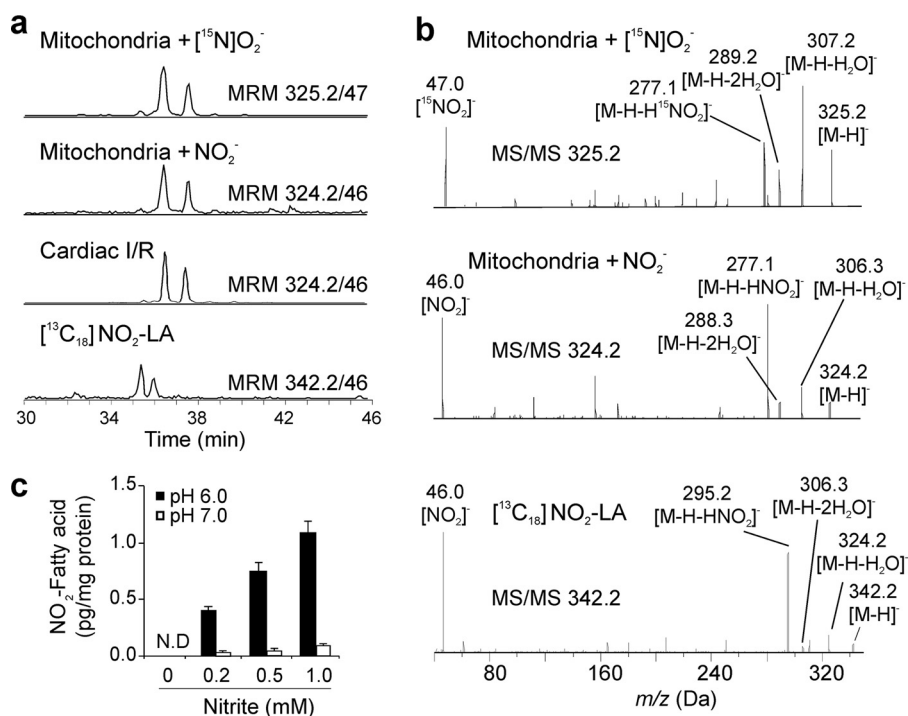 a
Mitochondria + [¹⁵N]O₂⁻
MRM 325.2/47
Mitochondria + NO₂⁻
MRM 324.2/46
Cardiac I/R
MRM 324.2/46
[¹³C₁₈] NO₂-LA
MRM 342.2/46
30 34 38 42 46
Time (min)
b
Mitochondria + [¹⁵N]O₂⁻
307.2
[M-H-H₂O]⁻
289.2
[M-H-2H₂O]⁻
277.1
[M-H-H¹⁵NO₂]⁻
47.0
[¹⁵NO₂]⁻
325.2
[M-H]⁻
MS/MS 325.2
Mitochondria + NO₂⁻
277.1
[M-H-HNO₂]⁻
306.3
[M-H-H₂O]⁻
46.0
[NO₂]⁻
288.3
[M-H-2H₂O]⁻
MS/MS 324.2
324.2
[M-H]⁻
46.0
[NO₂]⁻
[¹³C₁₈] NO₂-LA
295.2
[M-H-HNO₂]⁻
306.3
[M-H-2H₂O]⁻
324.2
[M-H-H₂O]⁻
342.2
[M-H]⁻
MS/MS 342.2
80 160 240 320
m/z (Da)
c
NO₂-Fatty acid
(pg/mg protein)
1.5
1.0
0.5
0.0
pH 6.0
pH 7.0
N.D
0 0.2 0.5 1.0
Nitrite (mM)